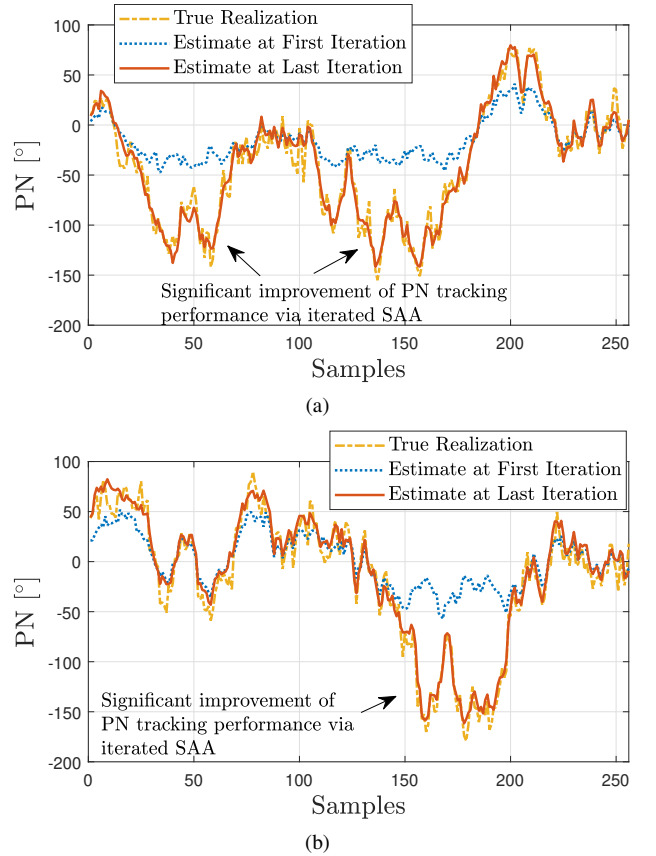 True Realization
Estimate at First Iteration
Estimate at Last Iteration
100
50
0
-50
-100
-150
-200
PN [°]
Significant improvement of PN tracking
performance via iterated SAA
0
50
100
150
200
250
Samples
(a)
True Realization
Estimate at First Iteration
Estimate at Last Iteration
100
50
0
-50
-100
-150
-200
PN [°]
Significant improvement of
PN tracking performance via
iterated SAA
0
50
100
150
200
250
Samples
(b)